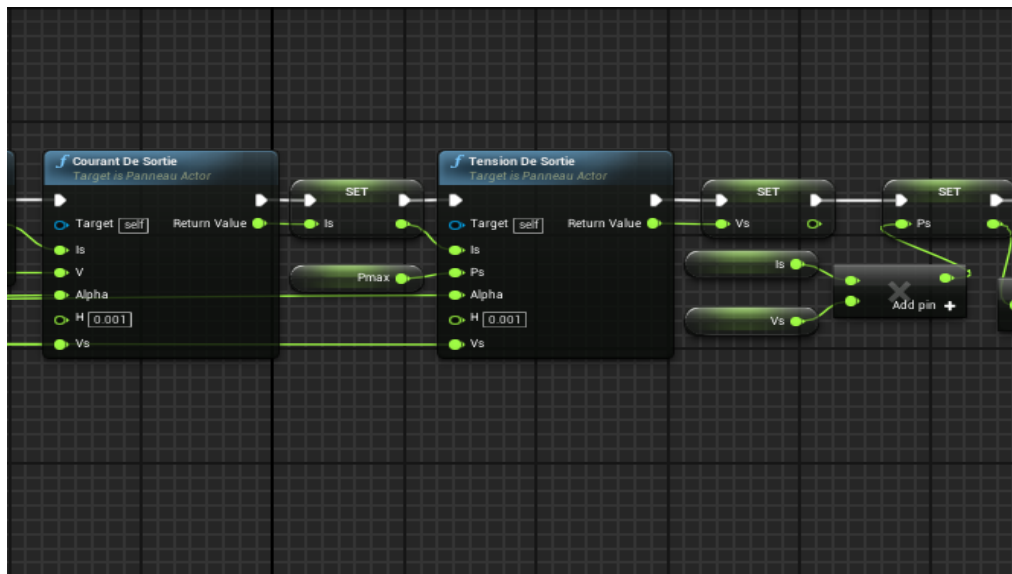 f Courant De Sortie
Target is Panneau Actor
Target self
Return Value
Is
V
Alpha
H 0.001
Vs
SET
Is
Pmax
f Tension De Sortie
Target is Panneau Actor
Target self
Return Value
Is
Ps
Alpha
H 0.001
Vs
SET
Vs
Is
Vs
Add pin +
SET
Ps